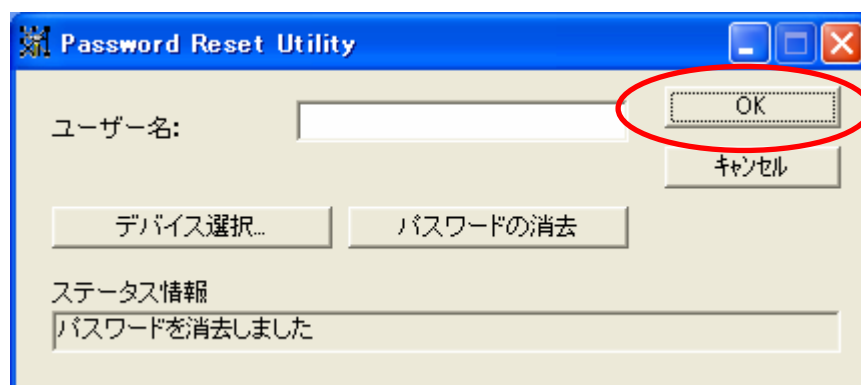 Password Reset Utility
ユーザー名:
OK
キャンセル
デバイス選択...
パスワードの消去
ステータス情報
パスワードを消去しました